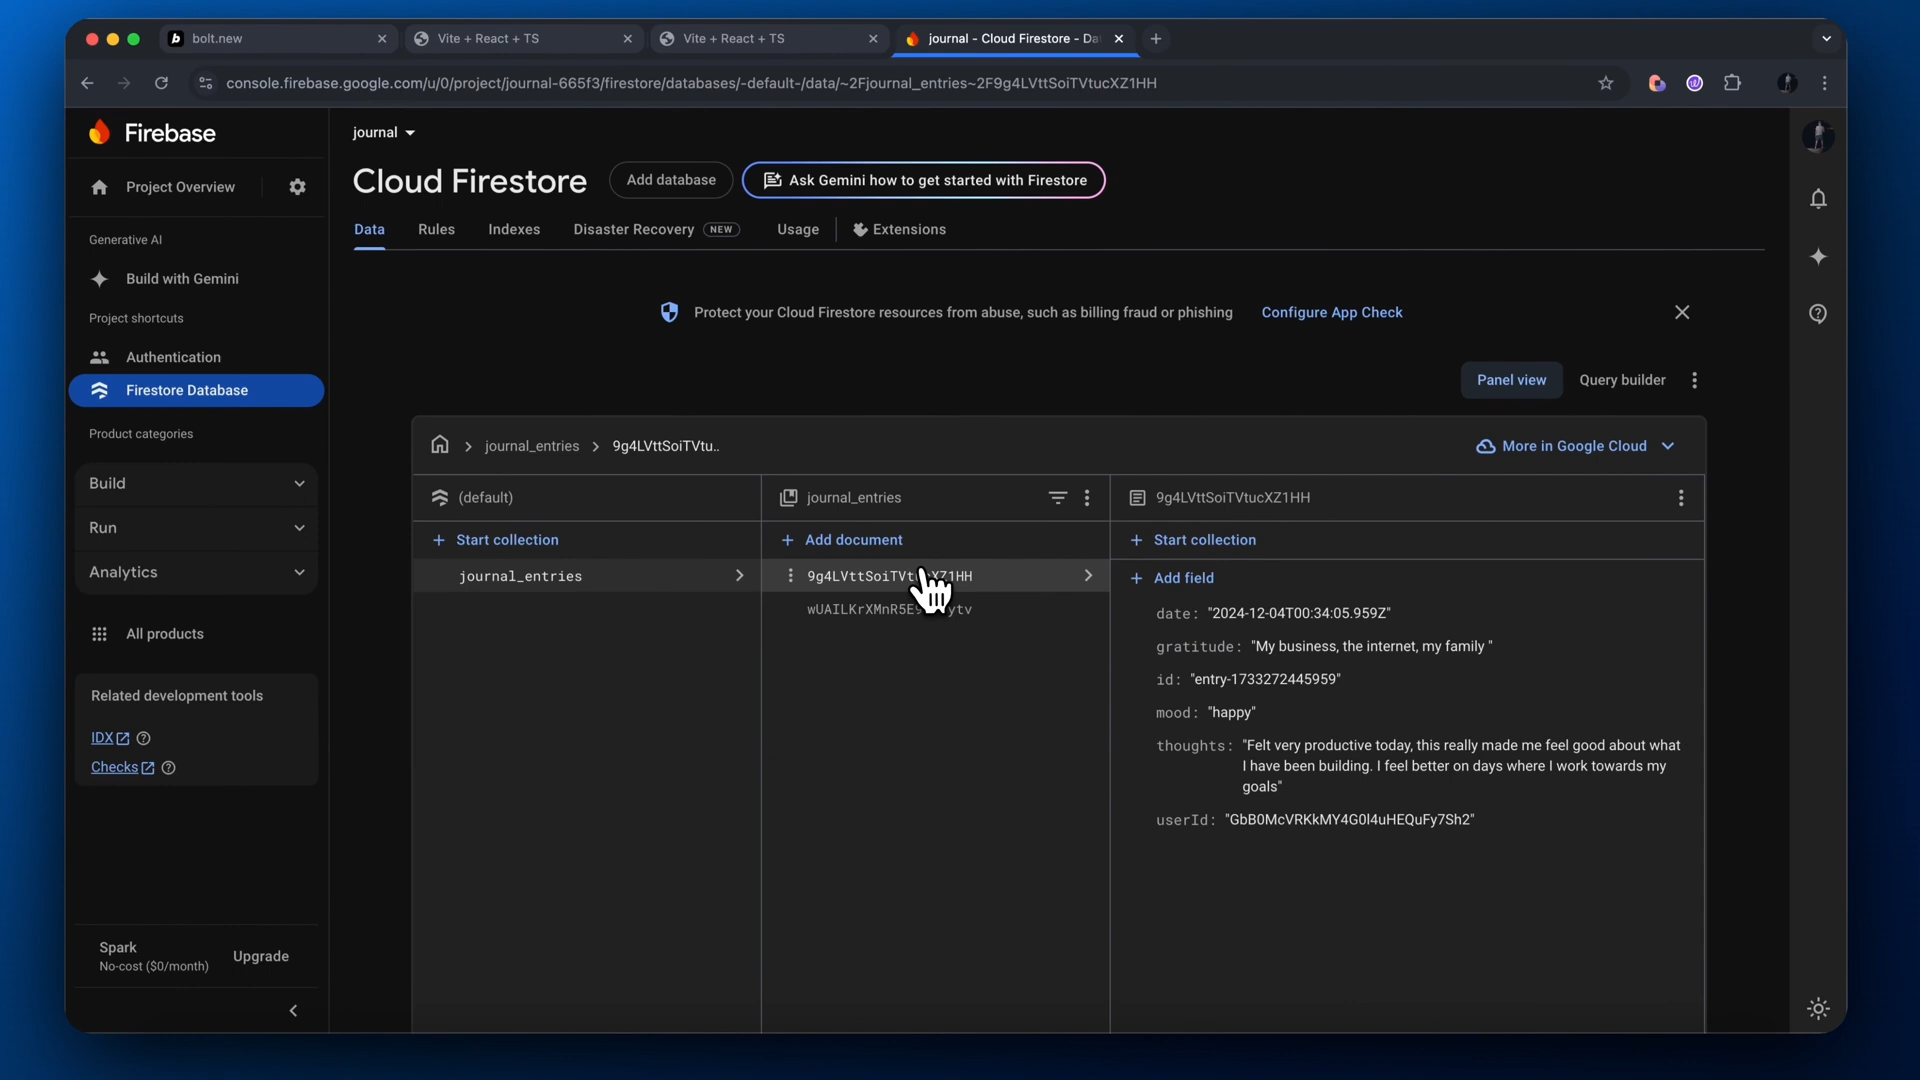 bolt.new
Vite + React + TS
Vite + React + TS
journal - Cloud Firestore - Da
console.firebase.google.com/u/0/project/journal-665f3/firestore/databases/-default-/data/~2Fjournal_entries~2F9g4LVttSoiTVtucXZ1HH
Firebase
Project Overview
Generative AI
Build with Gemini
Project shortcuts
Authentication
Firestore Database
Product categories
Build
Run
Analytics
All products
Related development tools
IDX
Checks
Spark
No-cost ($0/month)
Upgrade
journal
Cloud Firestore
Add database
Ask Gemini how to get started with Firestore
Data
Rules
Indexes
Disaster Recovery NEW
Usage
Extensions
Protect your Cloud Firestore resources from abuse, such as billing fraud or phishing
Configure App Check
Panel view
Query builder
journal_entries
9g4LVttSoiTVtu..
More in Google Cloud
(default)
Start collection
journal_entries
journal_entries
Add document
9g4LVttSoiTVt XZ1HH
wUAILKrXMnR5E9 ytv
9g4LVttSoiTVtucXZ1HH
Start collection
Add field
date: "2024-12-04T00:34:05.959Z"
gratitude: "My business, the internet, my family "
id: "entry-1733272445959"
mood: "happy"
thoughts: "Felt very productive today, this really made me feel good about what
I have been building. I feel better on days where I work towards my
goals"
userId: "GbB0McVRKkMY4G0l4uHEQuFy7Sh2"